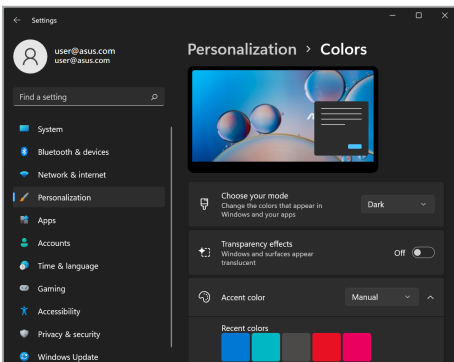 Settings
user@asus.com
user@asus.com
Find a setting
System
Bluetooth & devices
Network & internet
Personalization
Apps
Accounts
Time & language
Gaming
Accessibility
Privacy & security
Windows Update
Personalization > Colors
Choose your mode
Change the colors that appear in
Windows and your apps
Dark
Transparency effects
Windows and surfaces appear
translucent
Off
Accent color
Manual
Recent colors